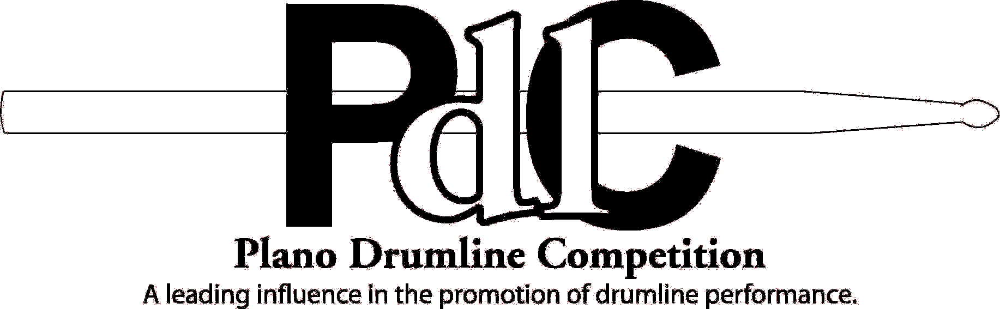 PdlC
Plano Drumline Competition
A leading influence in the promotion of drumline performance.